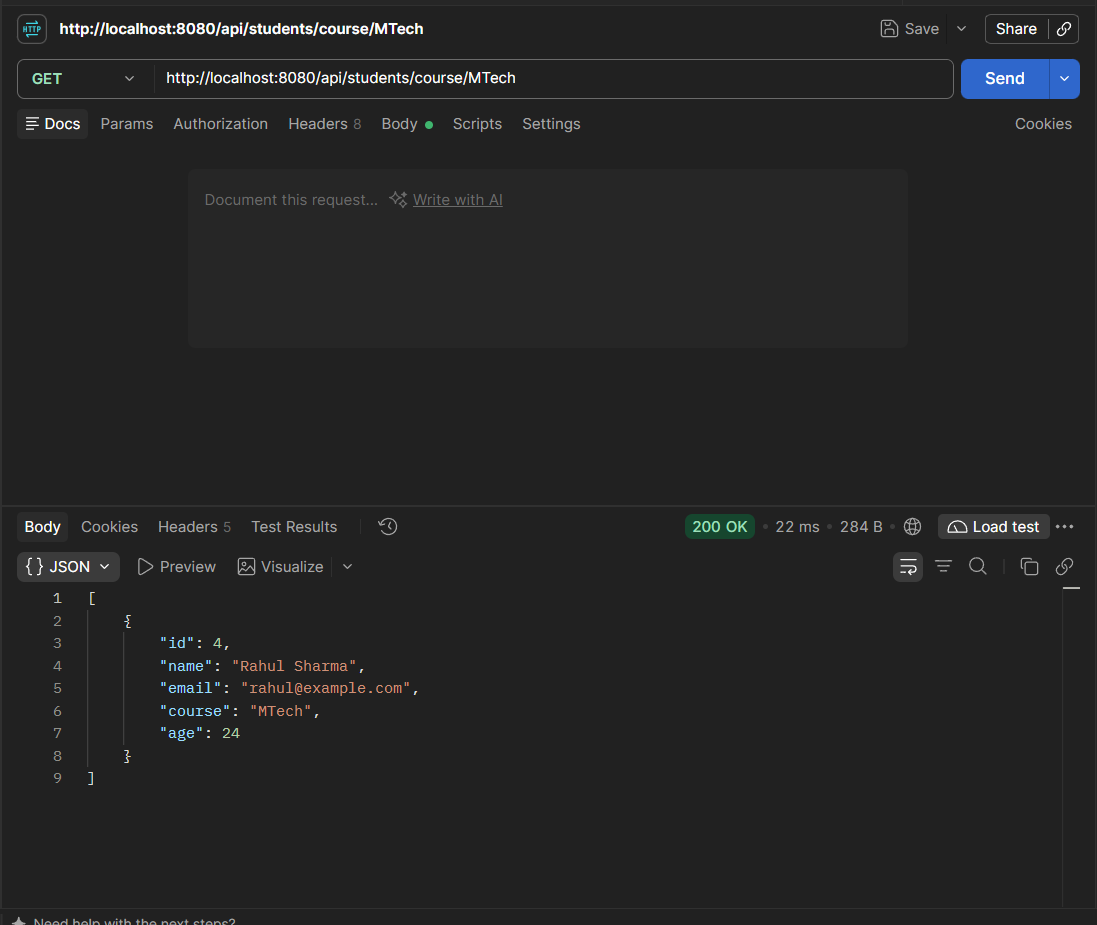 HTTP http://localhost:8080/api/students/course/MTech Save Share
GET http://localhost:8080/api/students/course/MTech Send
Docs Params Authorization Headers 8 Body Scripts Settings Cookies
Document this request... Write with AI
Body Cookies Headers 5 Test Results 200 OK • 22 ms • 284 B • Load test
{} JSON Preview Visualize
1 [
2 {
3 "id": 4,
4 "name": "Rahul Sharma",
5 "email": "rahul@example.com",
6 "course": "MTech",
7 "age": 24
8 }
9 ]
Need help with the next steps?